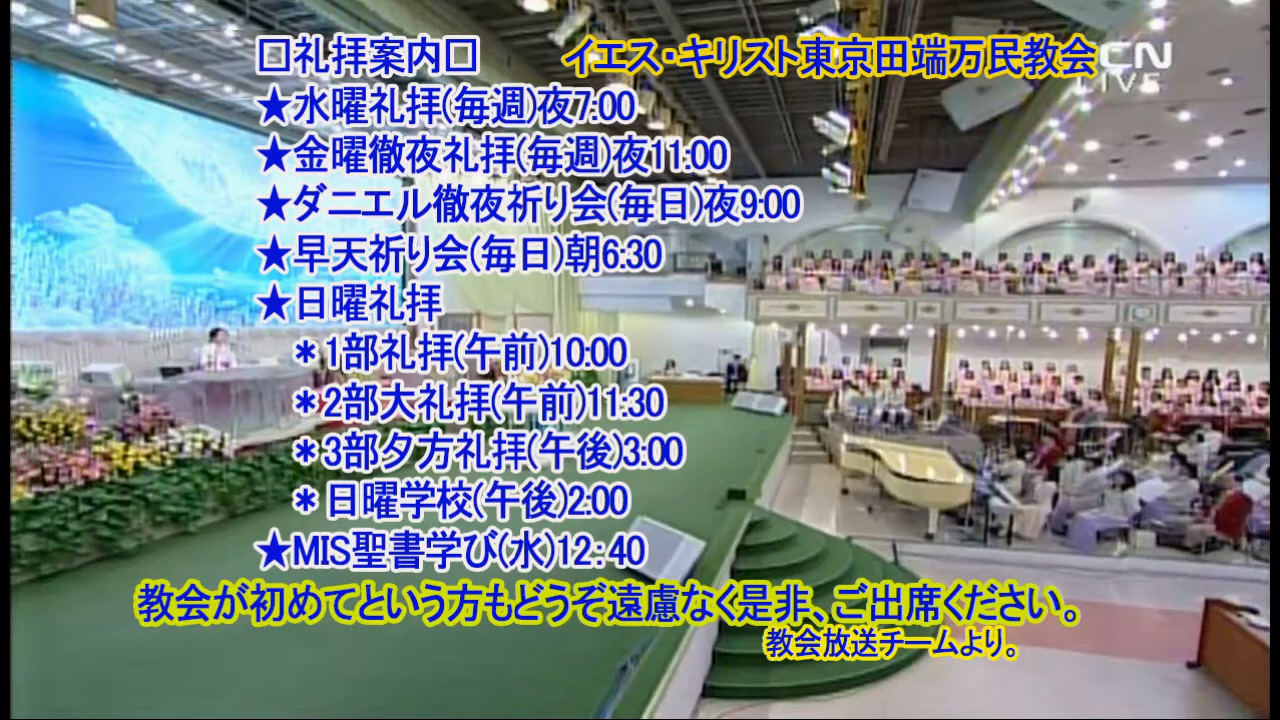 □礼拝案内□ イエス・キリスト東京田端万民教会 CN
LIVE
★水曜礼拝(毎週)夜7:00
★金曜徹夜礼拝(毎週)夜11:00
★ダニエル徹夜祈り会(毎日)夜9:00
★早天祈り会(毎日)朝6:30
★日曜礼拝
＊1部礼拝(午前)10:00
＊2部大礼拝(午前)11:30
＊3部夕方礼拝(午後)3:00
＊日曜学校(午後)2:00
★MIS聖書学び(水)12:40
教会が初めてという方もどうぞ遠慮なく是非、ご出席ください。
教会放送チームより。